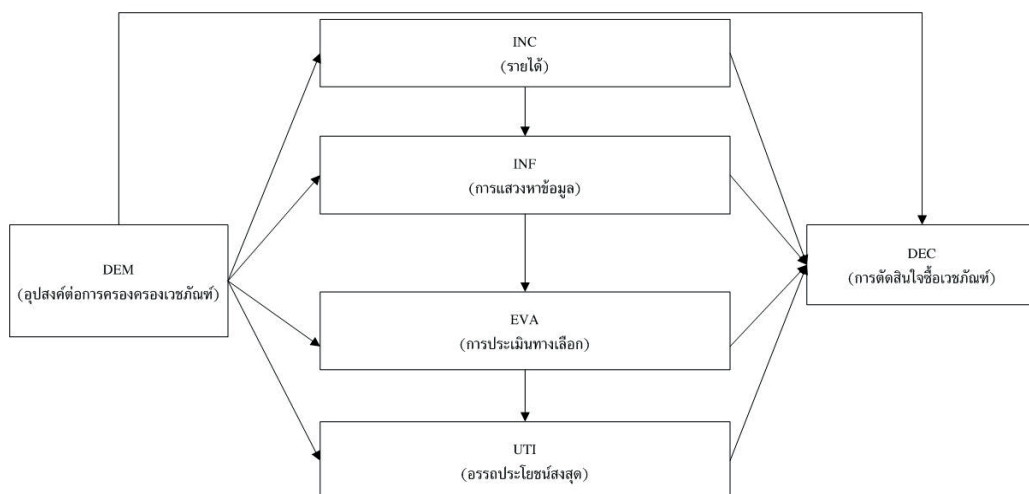 INC
(รายได้)
INF
(การแสวงหาข้อมูล)
DEM
(อุปสงค์ต่อการครองครองเวชภัณฑ์)
DEC
(การตัดสินใจซื้อเวชภัณฑ์)
EVA
(การประเมินทางเลือก)
UTI
(อรรถประโยชน์สงสุด)